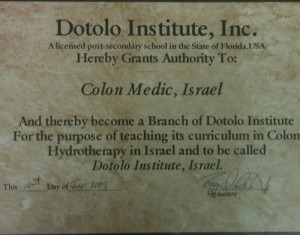 Dotolo Institute, Inc.
A licensed post-secondary school in the State of Florida, USA
Hereby Grants Authority To:
Colon Medic, Israel
And thereby become a Branch of Dotolo Institute
For the purpose of teaching its curriculum in Colon
Hydrotherapy in Israel and to be called
Dotolo Institute, Israel.
This Day of
Signature